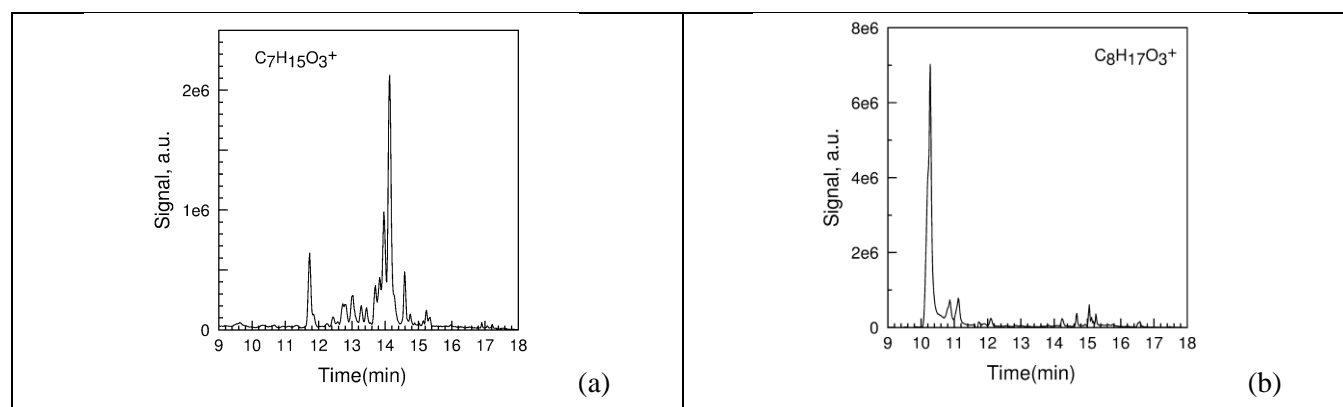 C₇H₁₅O₃⁺
2e6
1e6
0
Signal, a.u.
9 10 11 12 13 14 15 16 17 18
Time(min)
(a)
C₈H₁₇O₃⁺
8e6
6e6
4e6
2e6
0
Signal, a.u.
9 10 11 12 13 14 15 16 17 18
Time(min)
(b)